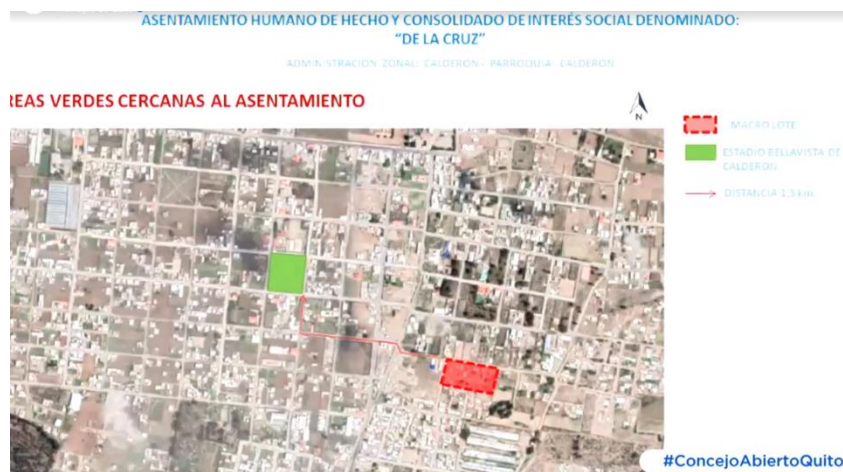 ASENTAMIENTO HUMANO DE HECHO Y CONSOLIDADO DE INTERÉS SOCIAL DENOMINADO:
“DE LA CRUZ”
ADMINISTRACIÓN ZONAL: CALDERÓN - PARROQUIA: CALDERÓN
REAS VERDES CERCANAS AL ASENTAMIENTO
N
MACRO LOTE
ESTADIO BELLAVISTA DE
CALDERÓN
DISTANCIA 1,5 km.
#ConcejoAbiertoQuito